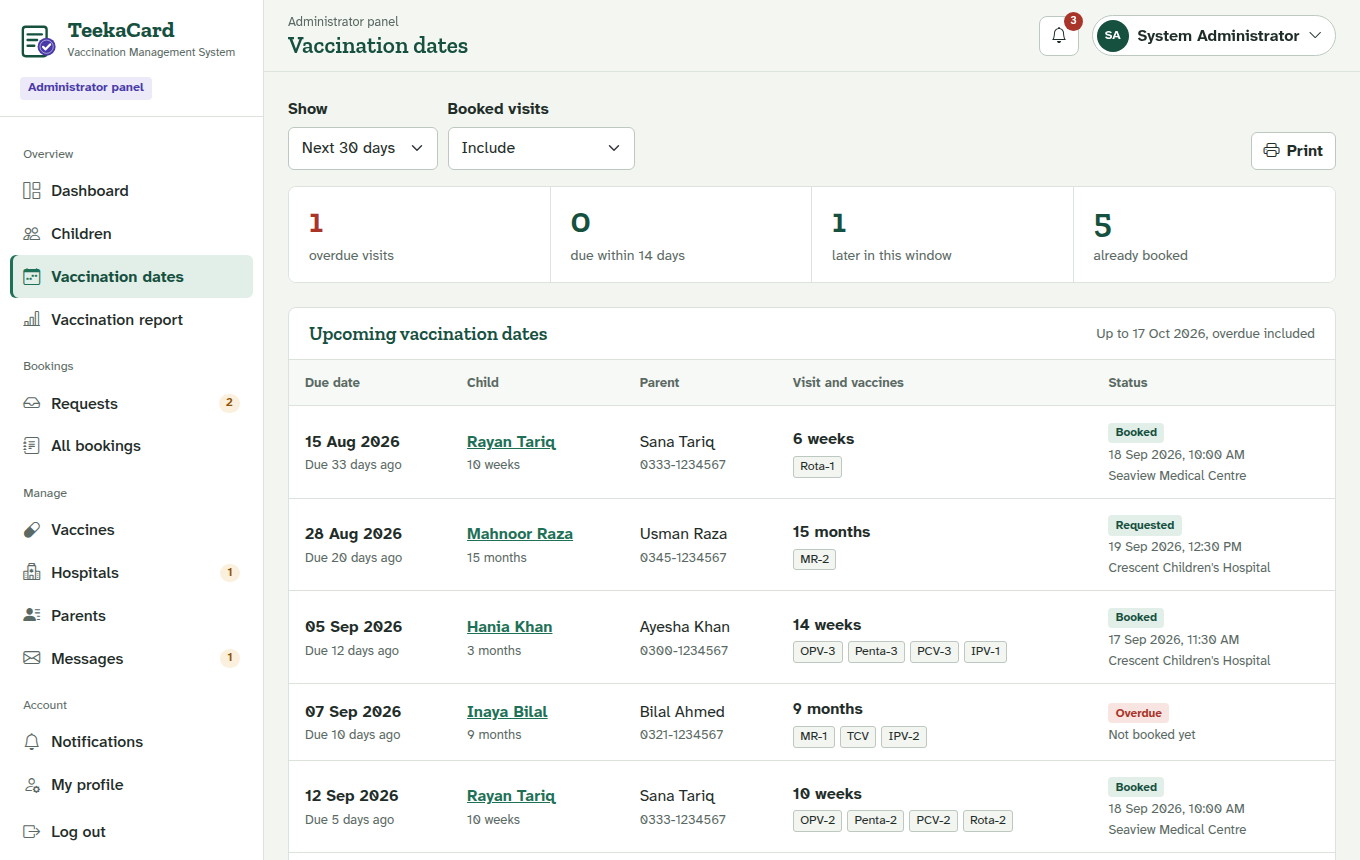 TeekaCard
Vaccination Management System
Administrator panel
Overview
Dashboard
Children
Vaccination dates
Vaccination report
Bookings
Requests 2
All bookings
Manage
Vaccines
Hospitals 1
Parents
Messages 1
Account
Notifications
My profile
Log out
Administrator panel
Vaccination dates
3
SA System Administrator
Show
Booked visits
Next 30 days
Include
Print
1
overdue visits
0
due within 14 days
1
later in this window
5
already booked
Upcoming vaccination dates
Up to 17 Oct 2026, overdue included
Due date Child Parent Visit and vaccines Status
15 Aug 2026
Due 33 days ago
Rayan Tariq
10 weeks
Sana Tariq
0333-1234567
6 weeks
Rota-1
Booked
18 Sep 2026, 10:00 AM
Seaview Medical Centre
28 Aug 2026
Due 20 days ago
Mahnoor Raza
15 months
Usman Raza
0345-1234567
15 months
MR-2
Requested
19 Sep 2026, 12:30 PM
Crescent Children's Hospital
05 Sep 2026
Due 12 days ago
Hania Khan
3 months
Ayesha Khan
0300-1234567
14 weeks
OPV-3 Penta-3 PCV-3 IPV-1
Booked
17 Sep 2026, 11:30 AM
Crescent Children's Hospital
07 Sep 2026
Due 10 days ago
Inaya Bilal
9 months
Bilal Ahmed
0321-1234567
9 months
MR-1 TCV IPV-2
Overdue
Not booked yet
12 Sep 2026
Due 5 days ago
Rayan Tariq
10 weeks
Sana Tariq
0333-1234567
10 weeks
OPV-2 Penta-2 PCV-2 Rota-2
Booked
18 Sep 2026, 10:00 AM
Seaview Medical Centre